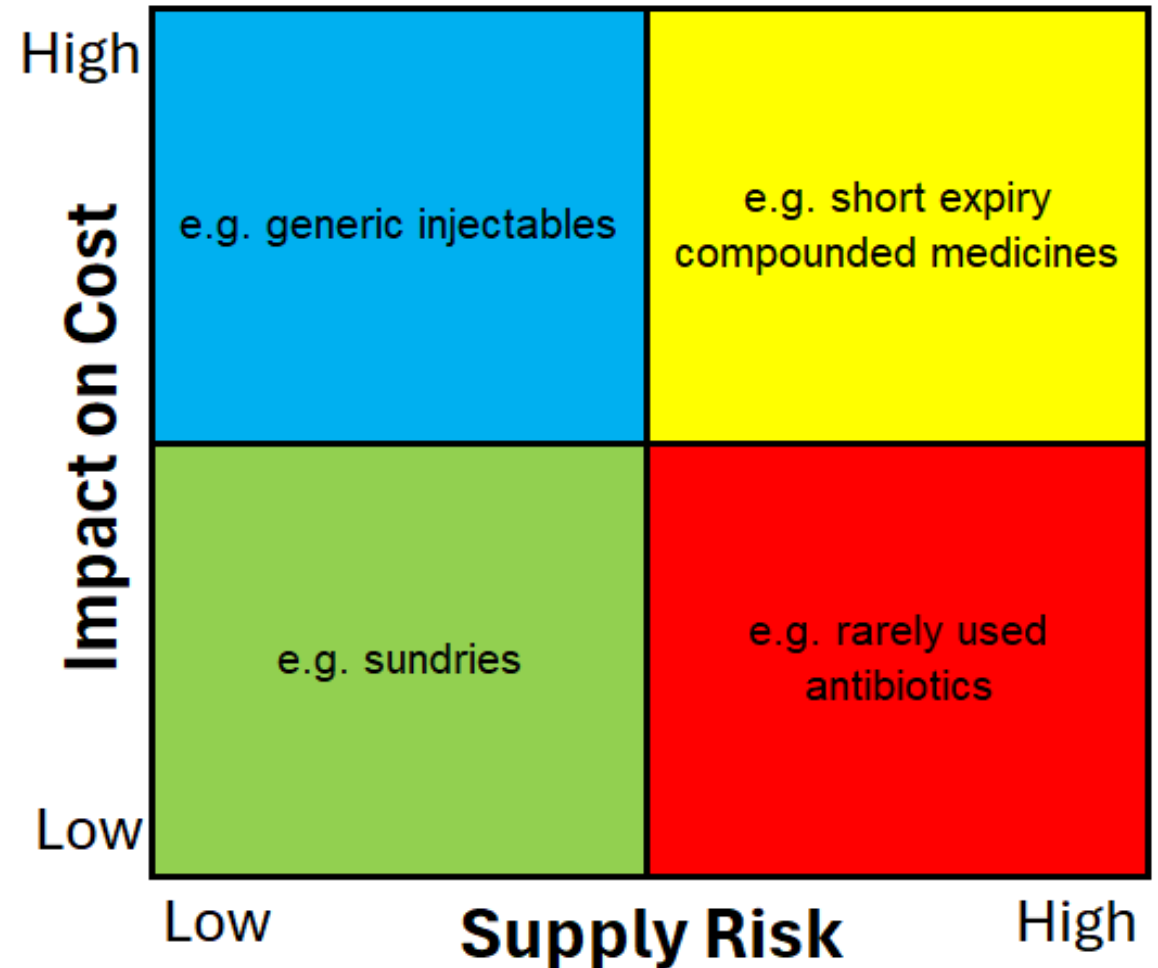 High
Impact on Cost
e.g. generic injectables
e.g. short expiry
compounded medicines
e.g. sundries
e.g. rarely used
antibiotics
Low
Low
Supply Risk
High